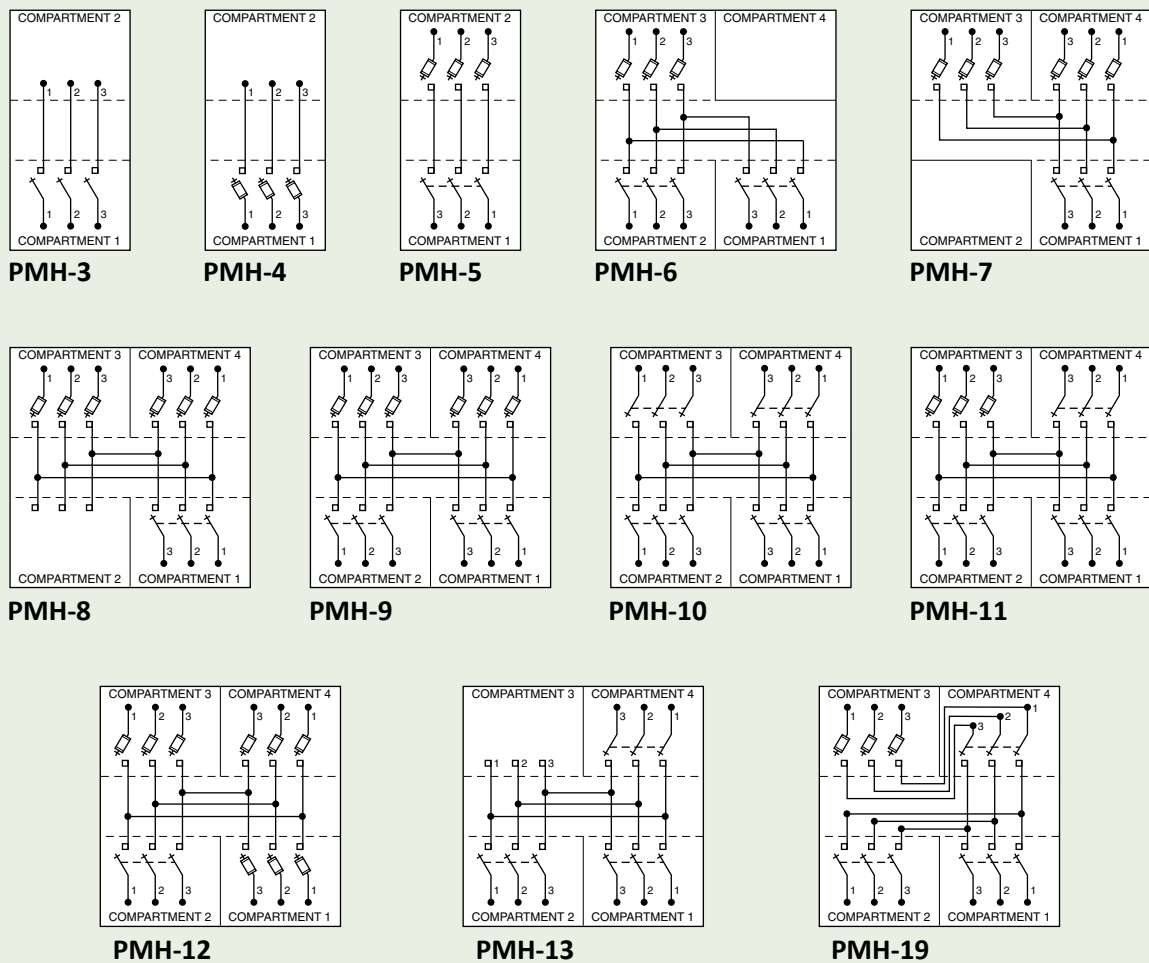 COMPARTMENT 2 COMPARTMENT 2 COMPARTMENT 2 COMPARTMENT 3 COMPARTMENT 4 COMPARTMENT 3 COMPARTMENT 4
1 2 3 1 2 3 3 2 1
1 2 3 1 2 3
1 2 3 1 2 3 1 2 3 1 2 3 3 2 1 3 2 1
COMPARTMENT 1 COMPARTMENT 1 COMPARTMENT 1 COMPARTMENT 2 COMPARTMENT 1 COMPARTMENT 2 COMPARTMENT 1
PMH-3 PMH-4 PMH-5 PMH-6 PMH-7
COMPARTMENT 3 COMPARTMENT 4 COMPARTMENT 3 COMPARTMENT 4 COMPARTMENT 3 COMPARTMENT 4 COMPARTMENT 3 COMPARTMENT 4
1 2 3 3 2 1 1 2 3 3 2 1 1 2 3 3 2 1 1 2 3 3 2 1
3 2 1 1 2 3 3 2 1 1 2 3 3 2 1 1 2 3 3 2 1
COMPARTMENT 2 COMPARTMENT 1 COMPARTMENT 2 COMPARTMENT 1 COMPARTMENT 2 COMPARTMENT 1 COMPARTMENT 2 COMPARTMENT 1
PMH-8 PMH-9 PMH-10 PMH-11
COMPARTMENT 3 COMPARTMENT 4 COMPARTMENT 3 COMPARTMENT 4 COMPARTMENT 3 COMPARTMENT 4
1 2 3 3 2 1 3 2 1 1 2 3 3 2 1
1 2 3
1 2 3 3 2 1 1 2 3 3 2 1 1 2 3 3 2 1
COMPARTMENT 2 COMPARTMENT 1 COMPARTMENT 2 COMPARTMENT 1 COMPARTMENT 2 COMPARTMENT 1
PMH-12 PMH-13 PMH-19